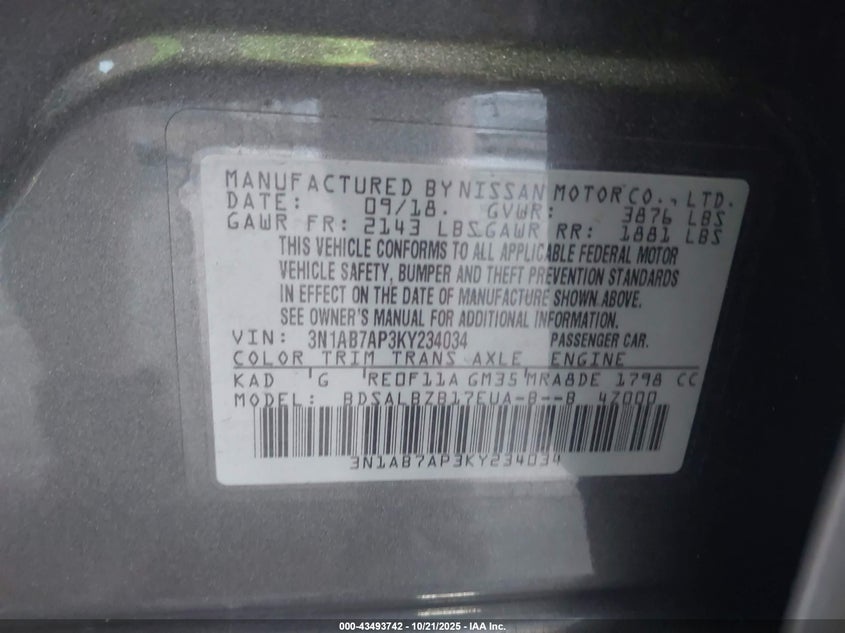 MANUFACTURED BY NISSAN MOTOR CO., LTD.
DATE: 09/18. GVWR: 3876 LBS
GAWR FR: 2143 LBS GAWR RR: 1881 LBS
THIS VEHICLE CONFORMS TO ALL APPLICABLE FEDERAL MOTOR
VEHICLE SAFETY, BUMPER AND THEFT PREVENTION STANDARDS
IN EFFECT ON THE DATE OF MANUFACTURE SHOWN ABOVE.
SEE OWNER'S MANUAL FOR ADDITIONAL INFORMATION.
VIN: 3N1AB7AP3KY234034 PASSENGER CAR.
COLOR TRIM TRANS AXLE ENGINE
KAD G RE0F11A GM35 MRA8DE 1798 CC
MODEL: BDSALBZB17EUA-B--B 4Z000
3N1AB7AP3KY234034
000-43493742 - 10/21/2025 - IAA Inc.